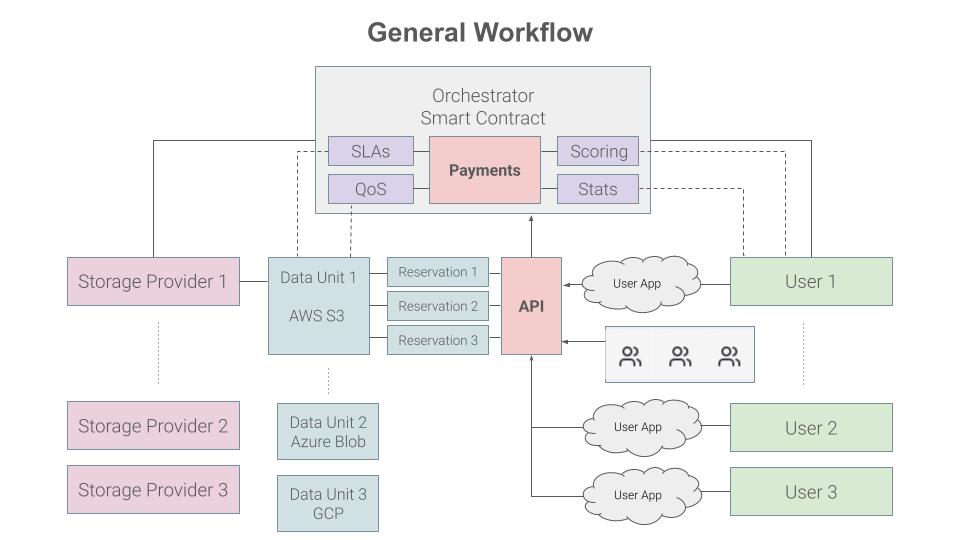 General Workflow
Orchestrator
Smart Contract
SLAs
Payments
Scoring
QoS
Stats
Storage Provider 1
Data Unit 1
AWS S3
Reservation 1
Reservation 2
Reservation 3
API
User App
User 1
Storage Provider 2
Data Unit 2
Azure Blob
User App
User 2
Storage Provider 3
Data Unit 3
GCP
User App
User 3